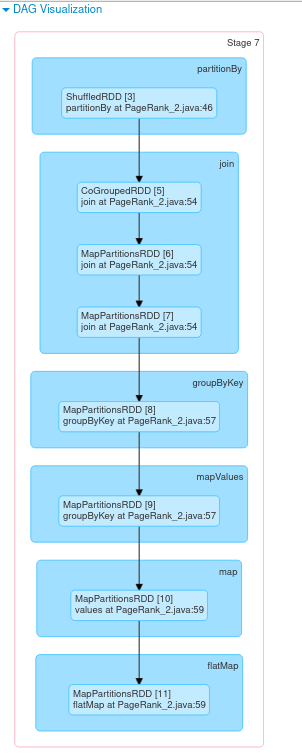 DAG Visualization
Stage 7
partitionBy
ShuffledRDD [3]
partitionBy at PageRank_2.java:46
join
CoGroupedRDD [5]
join at PageRank_2.java:54
MapPartitionsRDD [6]
join at PageRank_2.java:54
MapPartitionsRDD [7]
join at PageRank_2.java:54
groupByKey
MapPartitionsRDD [8]
groupByKey at PageRank_2.java:57
mapValues
MapPartitionsRDD [9]
groupByKey at PageRank_2.java:57
map
MapPartitionsRDD [10]
values at PageRank_2.java:59
flatMap
MapPartitionsRDD [11]
flatMap at PageRank_2.java:59